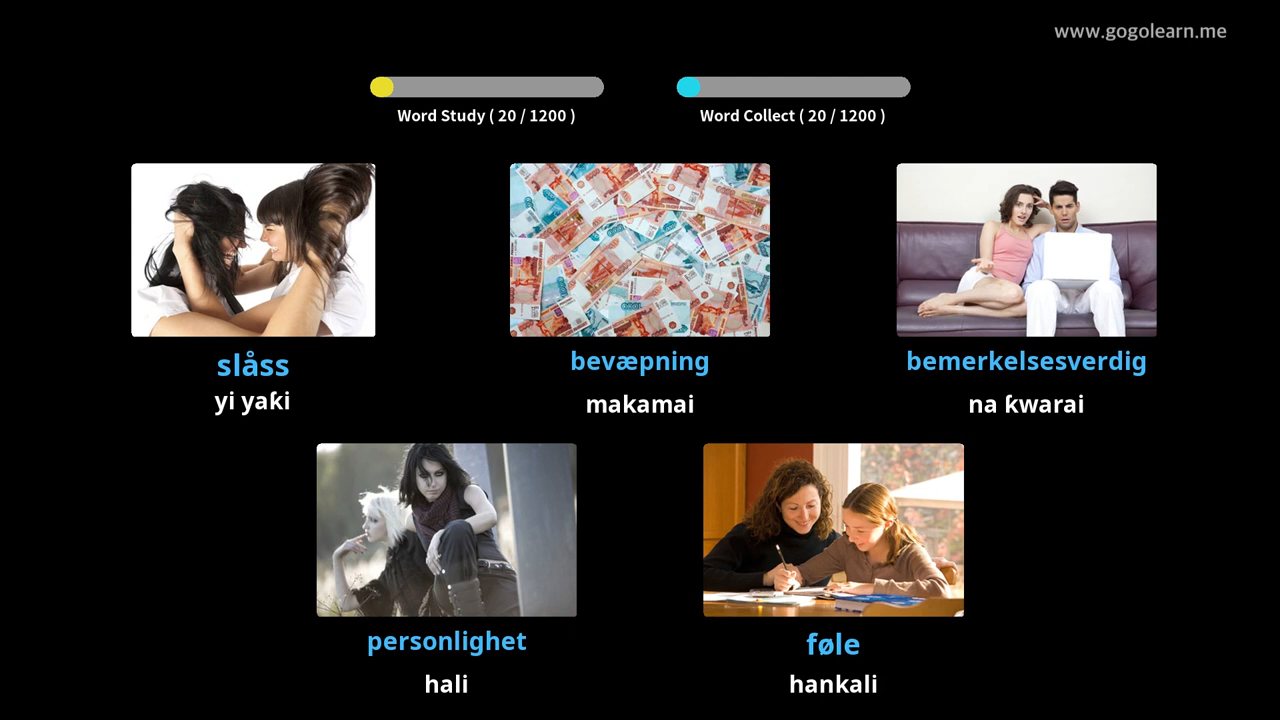 www.gogolearn.me
Word Study ( 20 / 1200 )
Word Collect ( 20 / 1200 )
slåss
yi yaƙi
bevæpning
makamai
bemerkelsesverdig
na ƙwarai
personlighet
hali
føle
hankali